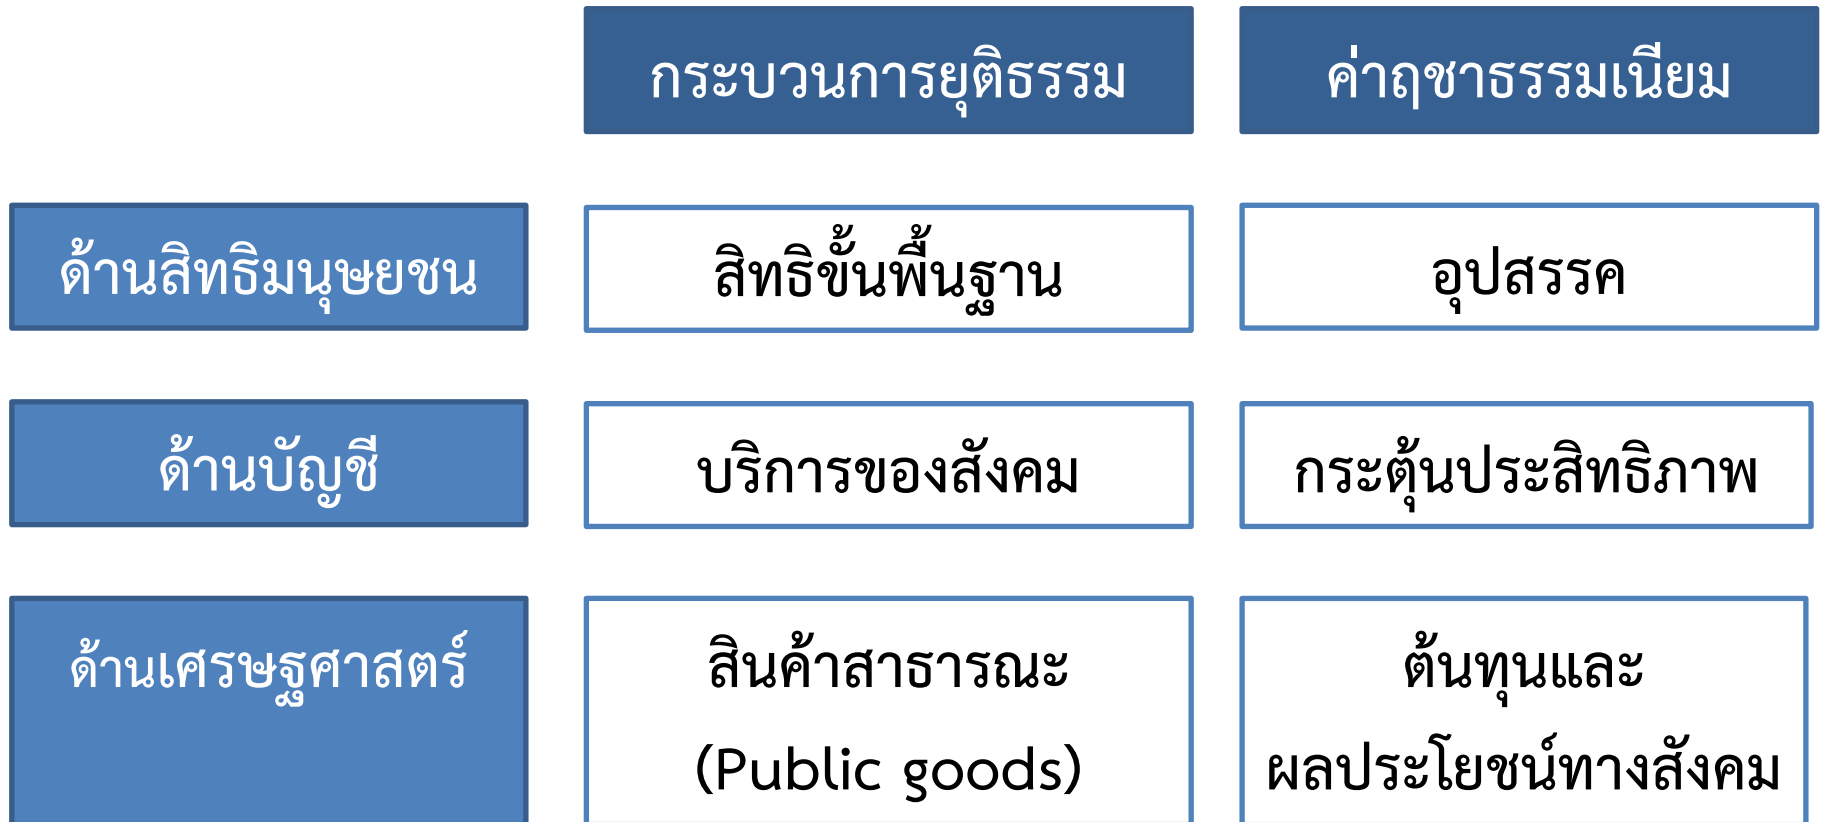 กระบวนการยุติธรรม
ค่าฤชาธรรมเนียม
ด้านสิทธิมนุษยชน
สิทธิขั้นพื้นฐาน
อุปสรรค
ด้านบัญชี
บริการของสังคม
กระตุ้นประสิทธิภาพ
ด้านเศรษฐศาสตร์
สินค้าสาธารณะ
(Public goods)
ต้นทุนและ
ผลประโยชน์ทางสังคม